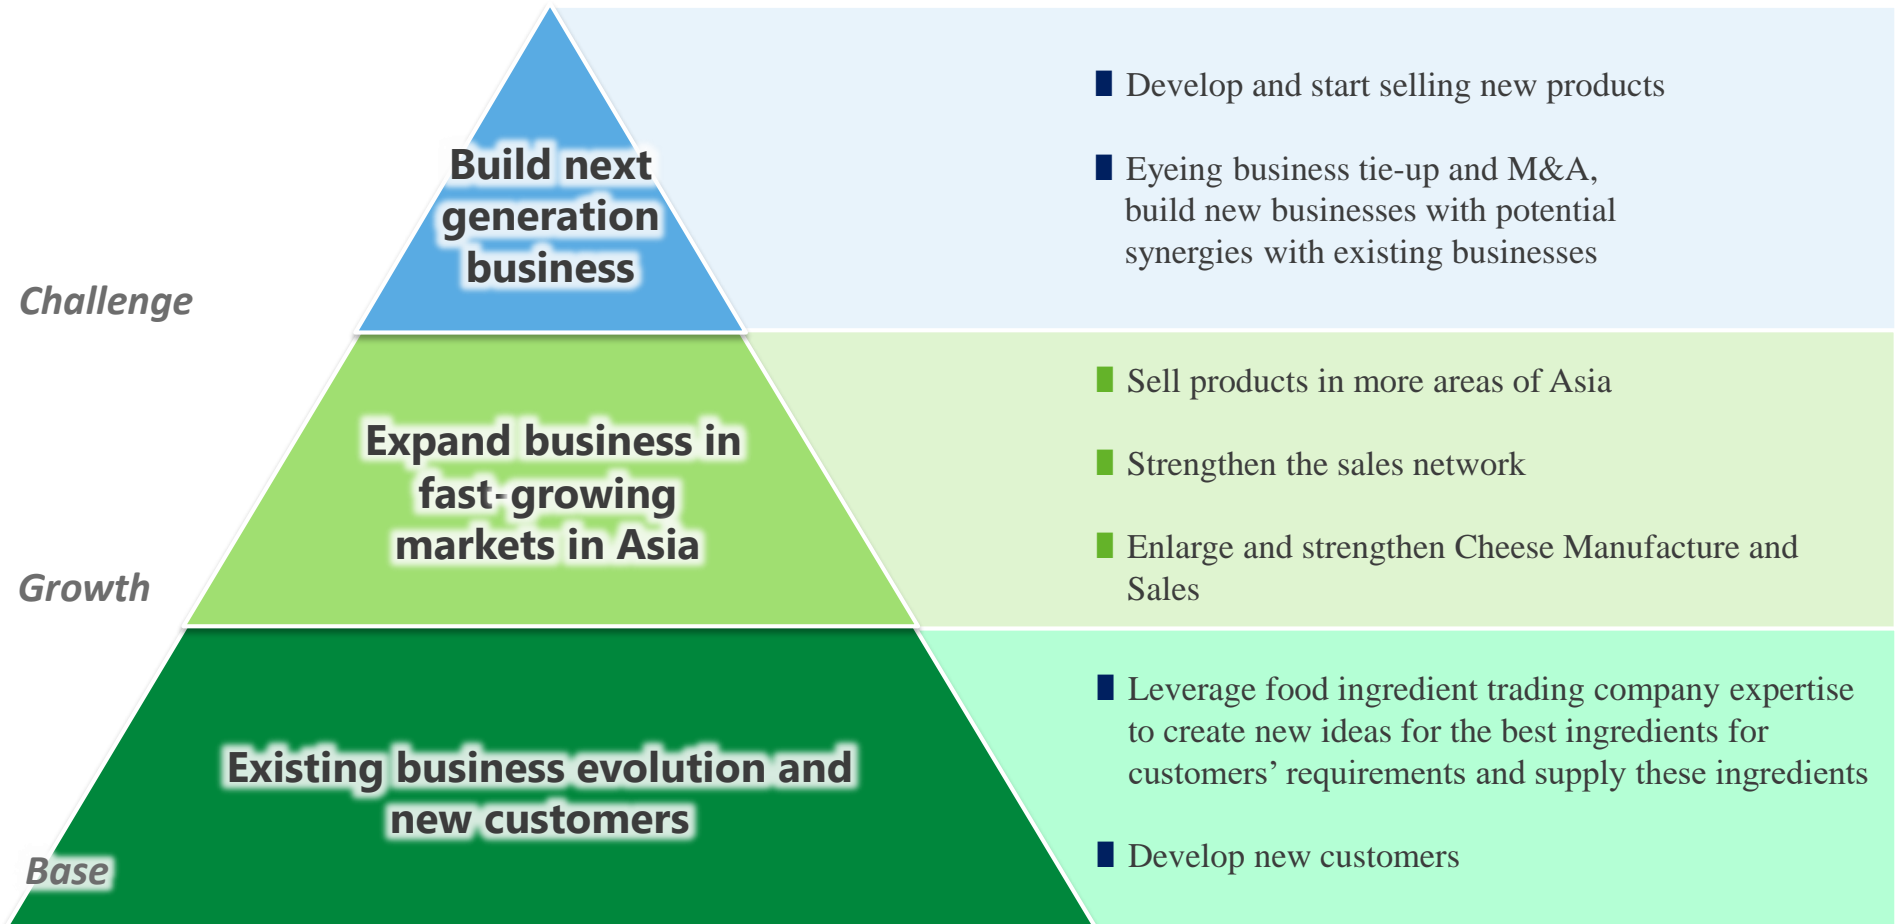 Challenge
Build next
generation
business
Develop and start selling new products
Eyeing business tie-up and M&A,
build new businesses with potential
synergies with existing businesses
Growth
Expand business in
fast-growing
markets in Asia
Sell products in more areas of Asia
Strengthen the sales network
Enlarge and strengthen Cheese Manufacture and
Sales
Base
Existing business evolution and
new customers
Leverage food ingredient trading company expertise
to create new ideas for the best ingredients for
customers’ requirements and supply these ingredients
Develop new customers